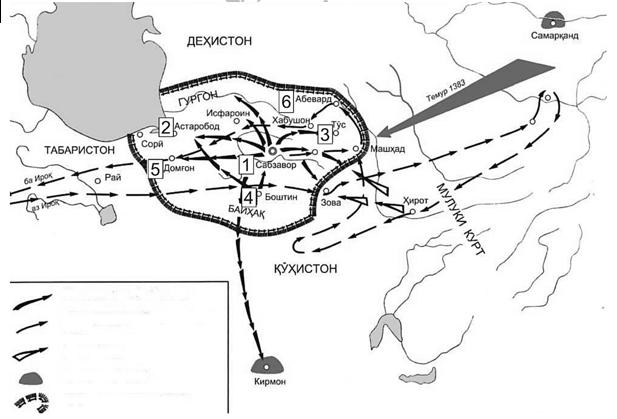 ДЕҲИСТОН
Самарқанд
6 Абевард
ГУРГОН
Темур 1383
Исфароин
Хабушон
2 Астаробод
3 Тӯс
Сорӣ
ТАБАРИСТОН
Машҳад
1
5 Домғон
Сабзавор
ба Ироқ
Рай
4 Боштин
МУЛУКИ КУРТ
аз Ироқ
Зова
Ҳирот
БАЙҲАҚ
ҚӮҲИСТОН
Кирмон